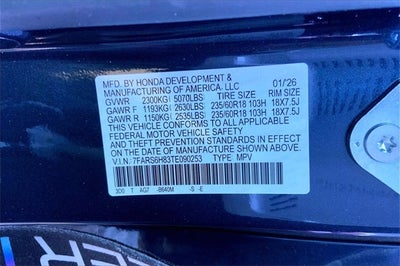 MFD. BY HONDA DEVELOPMENT &
MANUFACTURING OF AMERICA, LLC 01/26
GVWR 2300KG( 5070LBS) TIRE SIZE RIM SIZE
GAWR F 1193KG( 2630LBS) 235/60R18 103H 18X7.5J
GAWR R 1150KG( 2535LBS) 235/60R18 103H 18X7.5J
THIS VEHICLE CONFORMS TO ALL APPLICABLE
FEDERAL MOTOR VEHICLE SAFETY
AND THEFT PREVENTION STANDARDS IN EFFECT ON
THE DATE OF MANUFACTURE SHOWN ABOVE.
V.I.N. 7FARS6H83TE090253 TYPE MPV
3D0 T AG7 -B640M -S -E